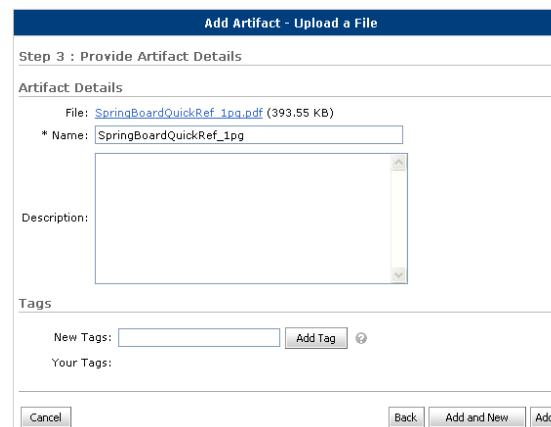 Add Artifact - Upload a File
Step 3 : Provide Artifact Details
Artifact Details
File: SpringBoardQuickRef_1pg.pdf (393.55 KB)
* Name: SpringBoardQuickRef_1pg
Description:
Tags
New Tags: Add Tag ?
Your Tags:
Cancel Back Add and New Add